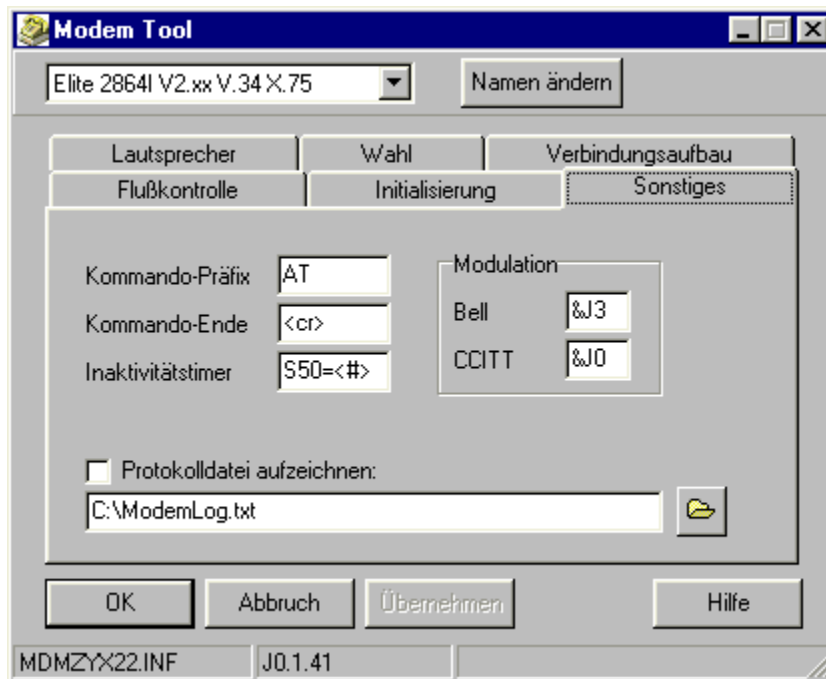 Modem Tool
Elite 2864I V2.xx V.34 X.75
Namen ändern
Lautsprecher Wahl Verbindungsaufbau
Flußkontrolle Initialisierung Sonstiges
Kommando-Präfix AT
Kommando-Ende <cr>
Inaktivitätstimer S50=<#>
Modulation
Bell &J3
CCITT &J0
Protokolldatei aufzeichnen:
C:\ModemLog.txt
OK Abbruch Übernehmen Hilfe
MDMZYX22.INF J0.1.41